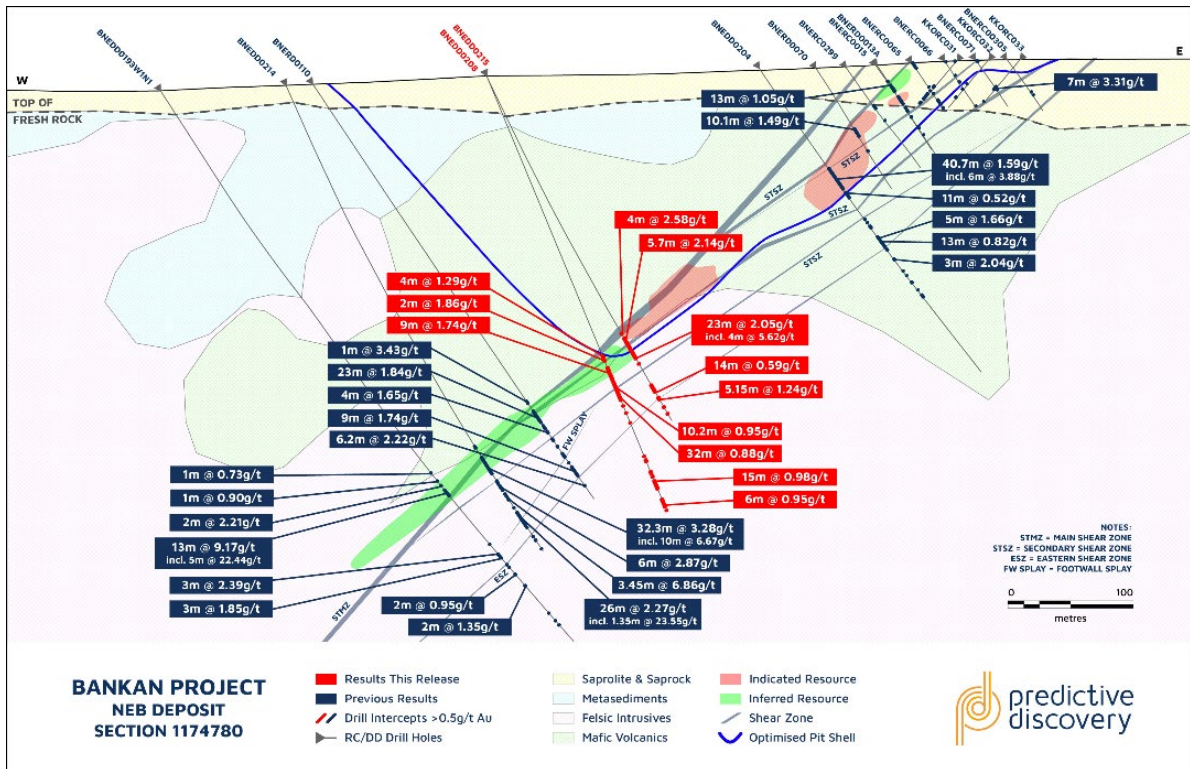 BNEDD0193W1N1
BNEDD0214
BNERD0110
BNEDD0215
BNEDD0208
BNEDD0204
BNERD0070
BNERC0299
BNERD0013A
BNERC0015
BNERC0065
BNERC0066
KKORC031
BNERC0071
KKORC032
BNERC00305
KKORC033
W
E
TOP OF
FRESH ROCK
13m @ 1.05g/t
10.1m @ 1.49g/t
7m @ 3.31g/t
40.7m @ 1.59g/t
incl. 6m @ 3.88g/t
11m @ 0.52g/t
5m @ 1.66g/t
13m @ 0.82g/t
3m @ 2.04g/t
STSZ
STSZ
STSZ
STSZ
4m @ 2.58g/t
5.7m @ 2.14g/t
4m @ 1.29g/t
2m @ 1.86g/t
9m @ 1.74g/t
23m @ 2.05g/t
incl. 4m @ 5.62g/t
14m @ 0.59g/t
5.15m @ 1.24g/t
10.2m @ 0.95g/t
32m @ 0.88g/t
15m @ 0.98g/t
6m @ 0.95g/t
1m @ 3.43g/t
23m @ 1.84g/t
4m @ 1.65g/t
9m @ 1.74g/t
6.2m @ 2.22g/t
FW SPLAY
1m @ 0.73g/t
1m @ 0.90g/t
2m @ 2.21g/t
13m @ 9.17g/t
incl. 5m @ 22.44g/t
3m @ 2.39g/t
3m @ 1.85g/t
32.3m @ 3.28g/t
incl. 10m @ 6.67g/t
6m @ 2.87g/t
3.45m @ 6.86g/t
26m @ 2.27g/t
incl. 1.35m @ 23.55g/t
2m @ 0.95g/t
2m @ 1.35g/t
ESZ
STMZ
NOTES:
STMZ = MAIN SHEAR ZONE
STSZ = SECONDARY SHEAR ZONE
ESZ = EASTERN SHEAR ZONE
FW SPLAY = FOOTWALL SPLAY
0 100
metres
BANKAN PROJECT
NEB DEPOSIT
SECTION 1174780
Results This Release
Previous Results
Drill Intercepts >0.5g/t Au
RC/DD Drill Holes
Saprolite & Saprock
Metasediments
Felsic Intrusives
Mafic Volcanics
Indicated Resource
Inferred Resource
Shear Zone
Optimised Pit Shell
predictive
discovery